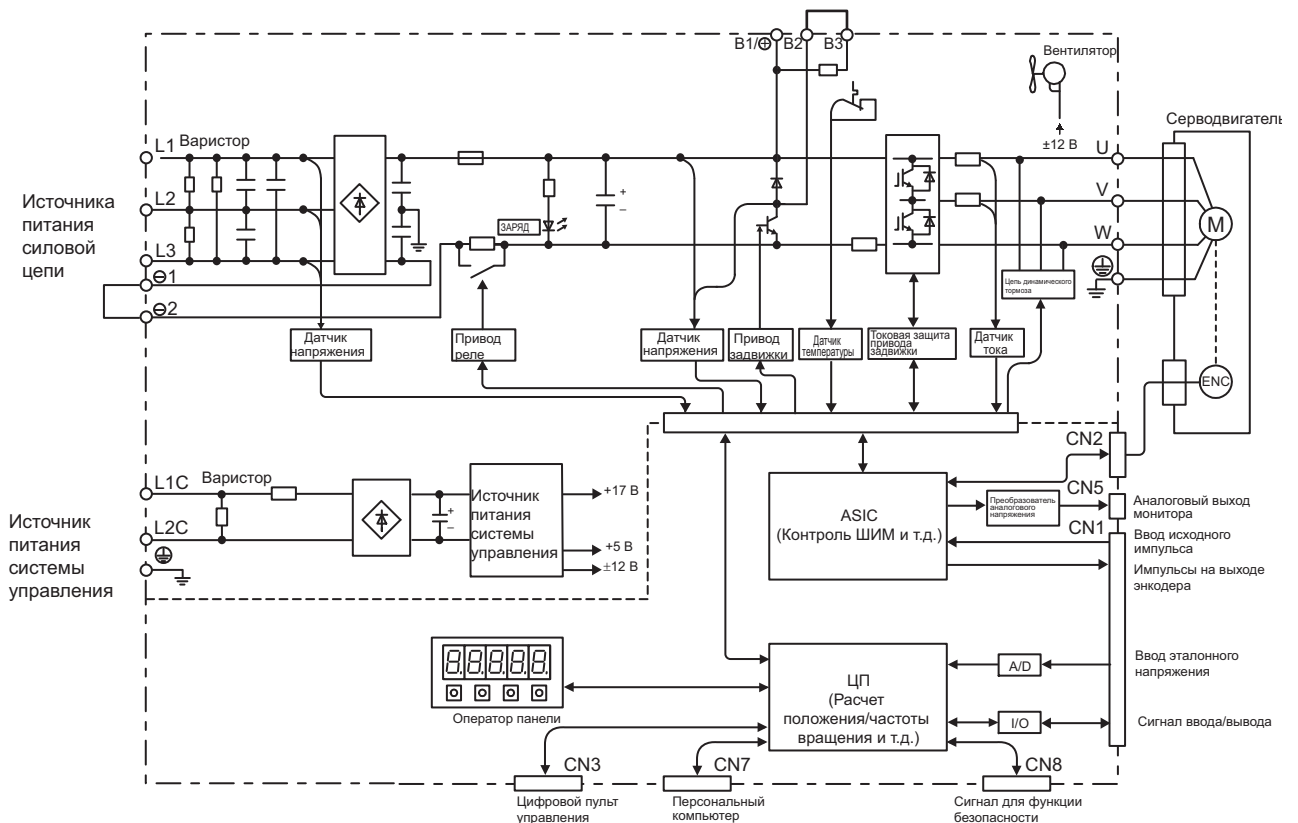 B1/⊕
B2
B3
Вентилятор
±12 В
Серводвигатель
L1
Варистор
U
L2
V
Источника
питания
силовой
цепи
ЗАРЯД
+
–
M
L3
W
⊖1
Цепь динамического
тормоза
⊖2
Датчик
напряжения
Привод
реле
Датчик
напряжения
Привод
задвижки
Датчик
температуры
Токовая защита
привода
задвижки
Датчик
тока
ENC
CN2
L1C
Варистор
+17 В
CN5
+
–
Источник
питания
системы
управления
ASIC
(Контроль ШИМ и т.д.)
Преобразователь
аналогового
напряжения
Аналоговый выход
монитора
Источник
питания
системы
управления
L2C
CN1
Ввод исходного
импульса
+5 В
±12 В
Импульсы на выходе
энкодера
8.8.8.8.8.
ЦП
(Расчет
положения/частоты
вращения и т.д.)
A/D
Ввод эталонного
напряжения
Оператор панели
I/O
Сигнал ввода/вывода
CN3
CN7
CN8
Цифровой пульт
управления
Персональный
компьютер
Сигнал для функции
безопасности